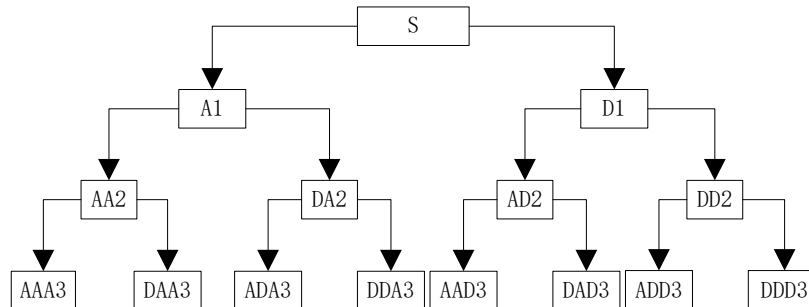 S
A1 D1
AA2 DA2 AD2 DD2
AAA3 DAA3 ADA3 DDA3 AAD3 DAD3 ADD3 DDD3